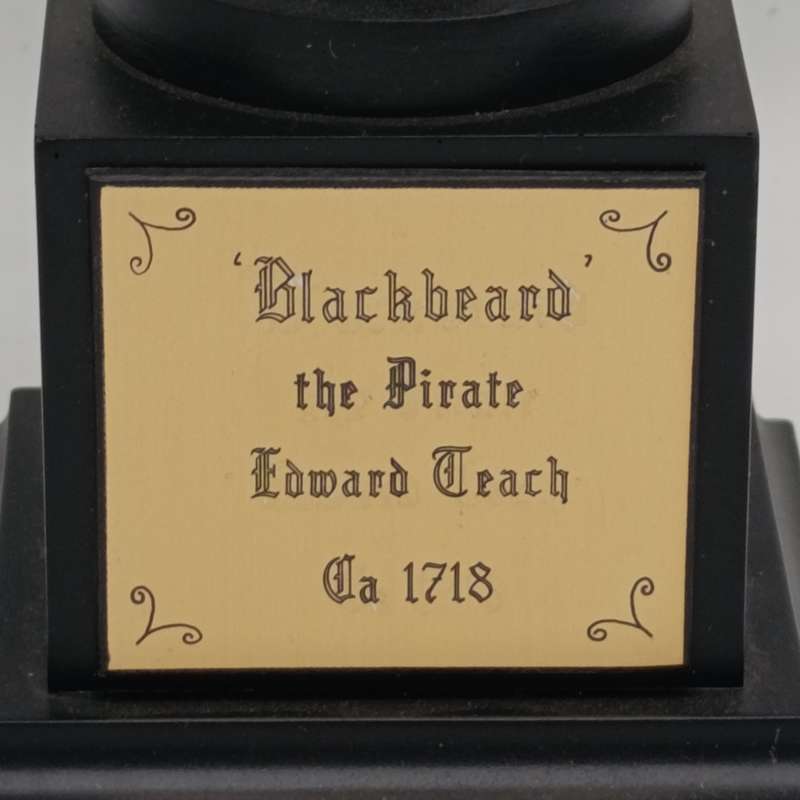 ‘Blackbeard’
the Pirate
Edward Teach
Ca 1718